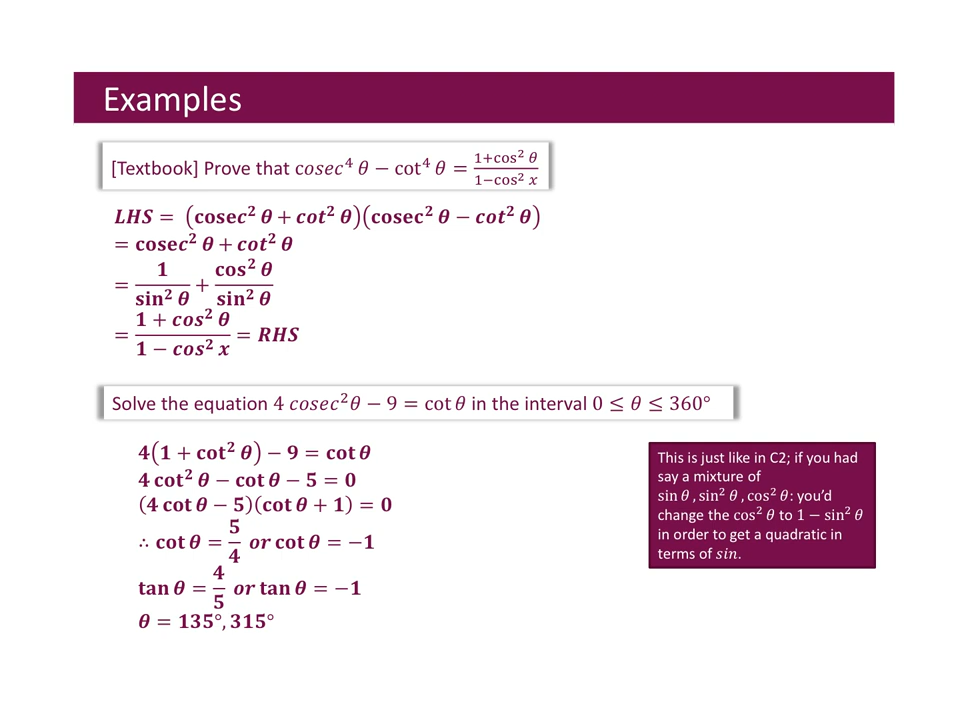 Examples
[Textbook] Prove that cosec⁴ θ − cot⁴ θ = (1+cos² θ)/(1−cos² x)
LHS = (cosec² θ + cot² θ)(cosec² θ − cot² θ)
= cosec² θ + cot² θ
= 1/(sin² θ) + (cos² θ)/(sin² θ)
= (1 + cos² θ)/(1 − cos² x) = RHS
Solve the equation 4 cosec²θ − 9 = cot θ in the interval 0 ≤ θ ≤ 360°
4(1 + cot² θ) − 9 = cot θ
4 cot² θ − cot θ − 5 = 0
(4 cot θ − 5)(cot θ + 1) = 0
∴ cot θ = 5/4 or cot θ = −1
tan θ = 4/5 or tan θ = −1
θ = 135°, 315°
This is just like in C2; if you had
say a mixture of
sin θ , sin² θ , cos² θ: you’d
change the cos² θ to 1 − sin² θ
in order to get a quadratic in
terms of sin.